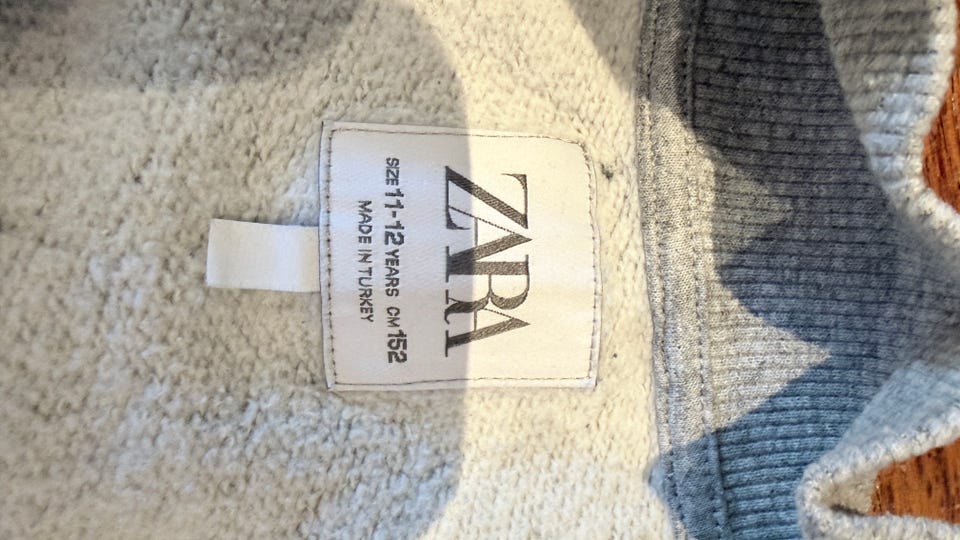 ZARA
SIZE 11-12 YEARS CM 152
MADE IN TURKEY